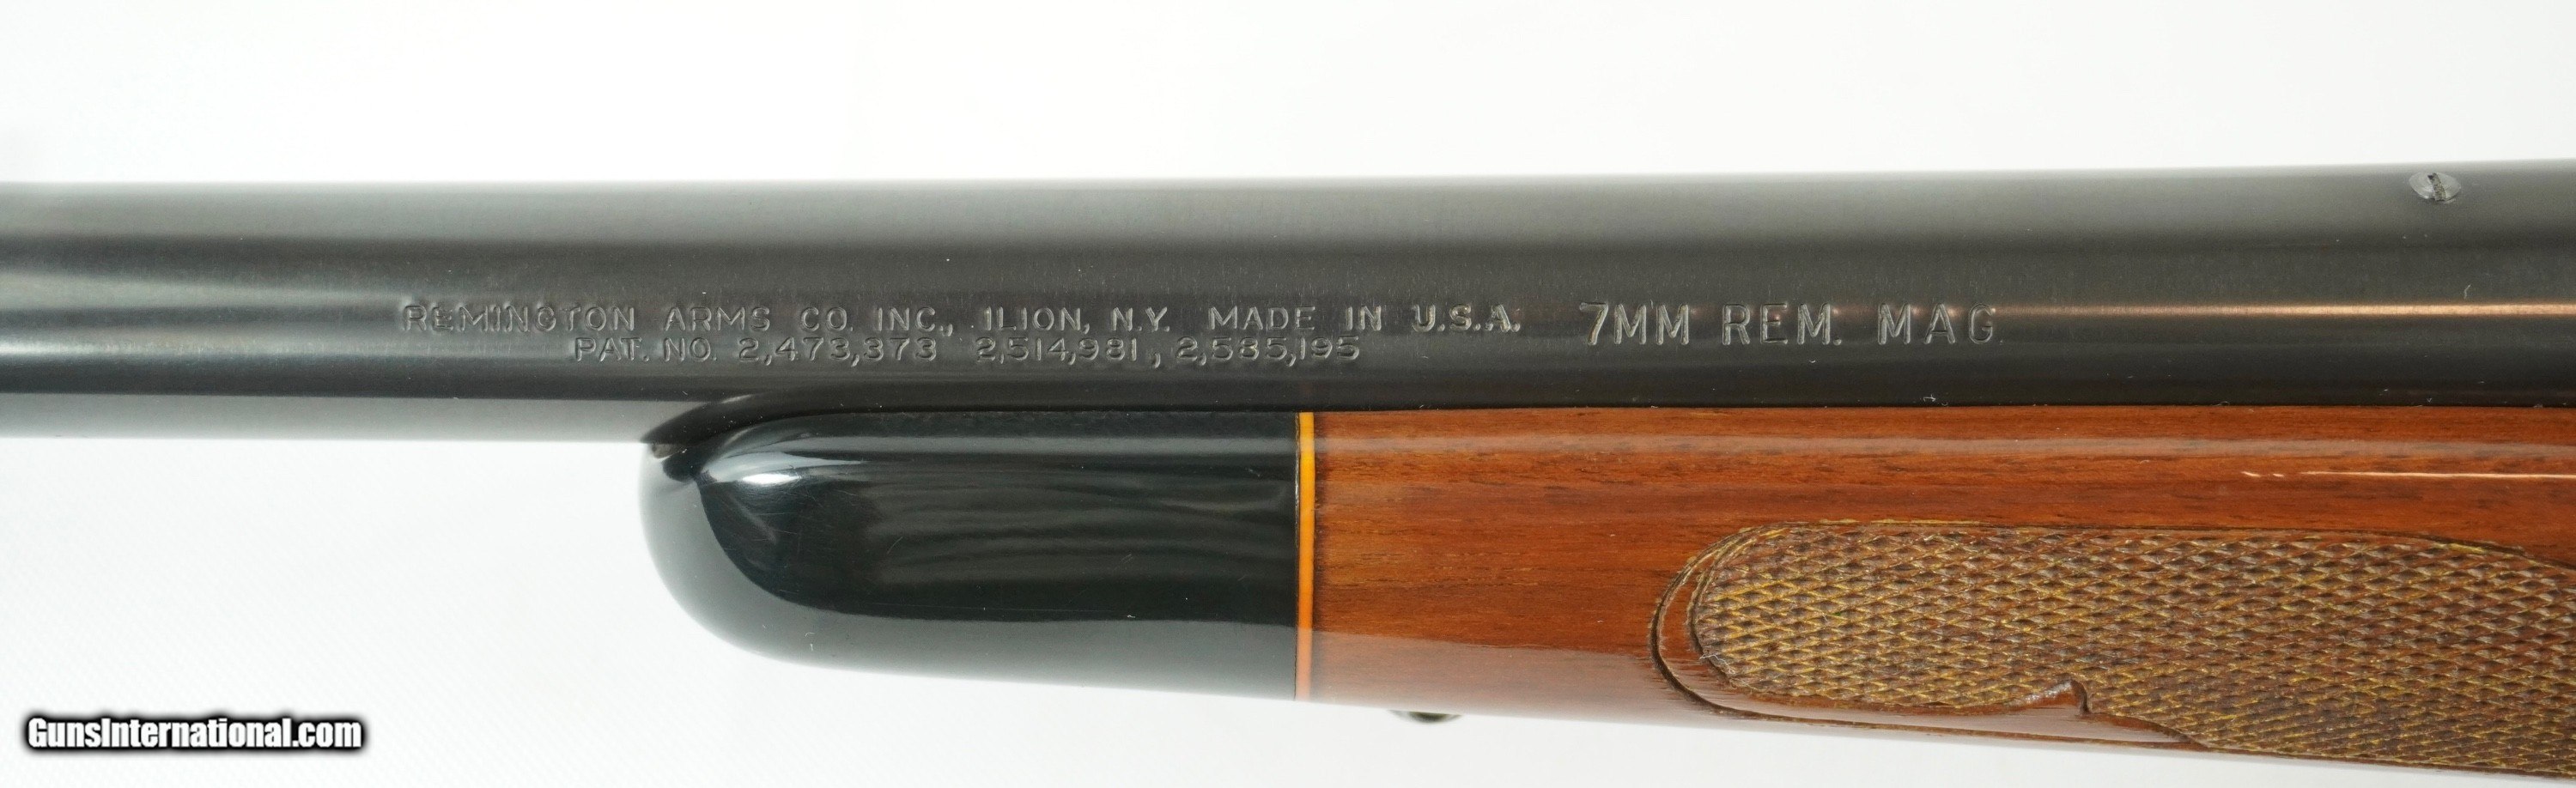 REMINGTON ARMS CO. INC., ILION, N.Y. MADE IN U.S.A. 7MM REM. MAG.
PAT. NO. 2,473,373 2,514,981, 2,585,195
GunsInternational.com